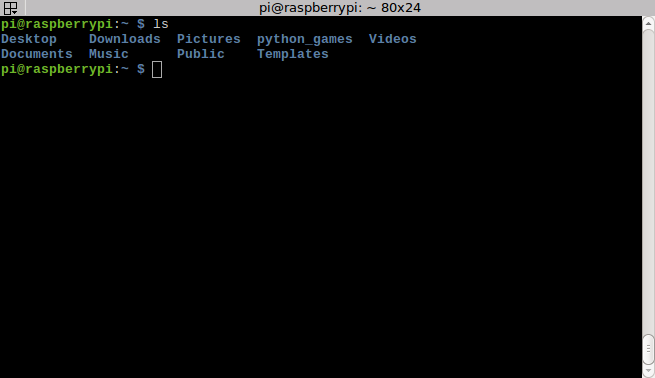 pi@raspberrypi: ~ 80x24
pi@raspberrypi:~ $ ls
Desktop    Downloads  Pictures  python_games  Videos
Documents  Music      Public    Templates
pi@raspberrypi:~ $